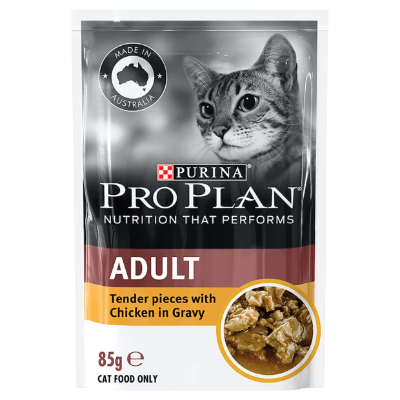 MADE IN
AUSTRALIA
PURINA
PRO PLAN
NUTRITION THAT PERFORMS
ADULT
Tender pieces with
Chicken in Gravy
85g ℮
CAT FOOD ONLY